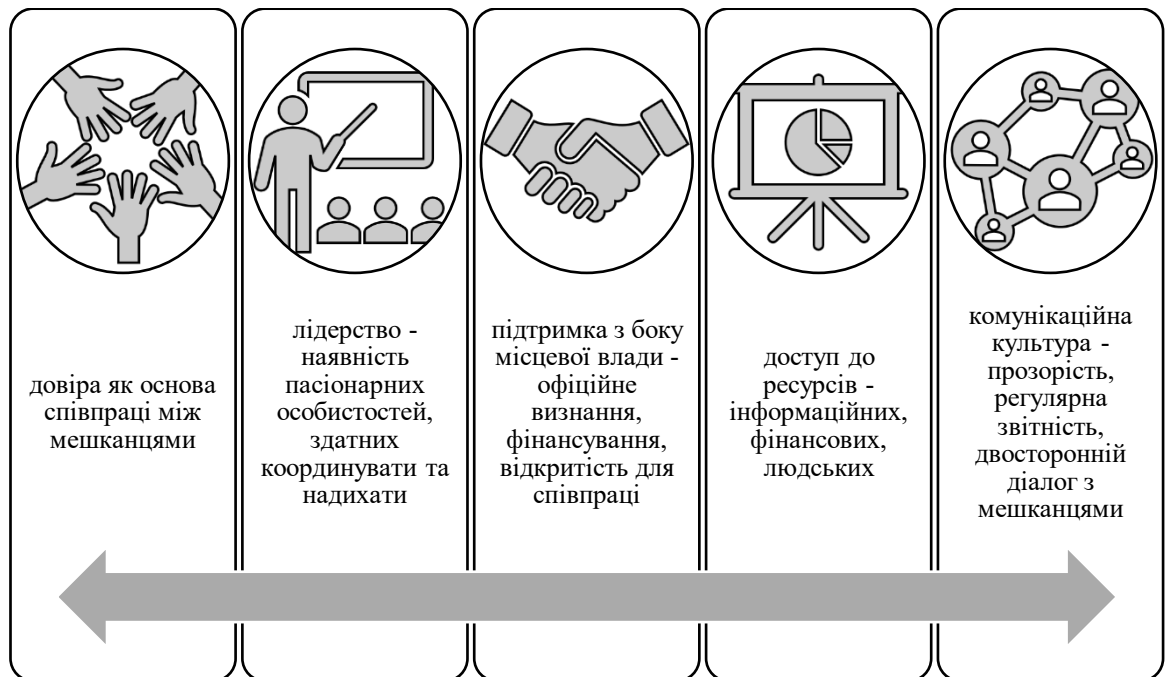 довіра як основа
співпраці між
мешканцями
лідерство -
наявність
пасіонарних
особистостей,
здатних
координувати та
надихати
підтримка з боку
місцевої влади -
офіційне
визнання,
фінансування,
відкритість для
співпраці
доступ до
ресурсів -
інформаційних,
фінансових,
людських
комунікаційна
культура -
прозорість,
регулярна
звітність,
двосторонній
діалог з
мешканцями